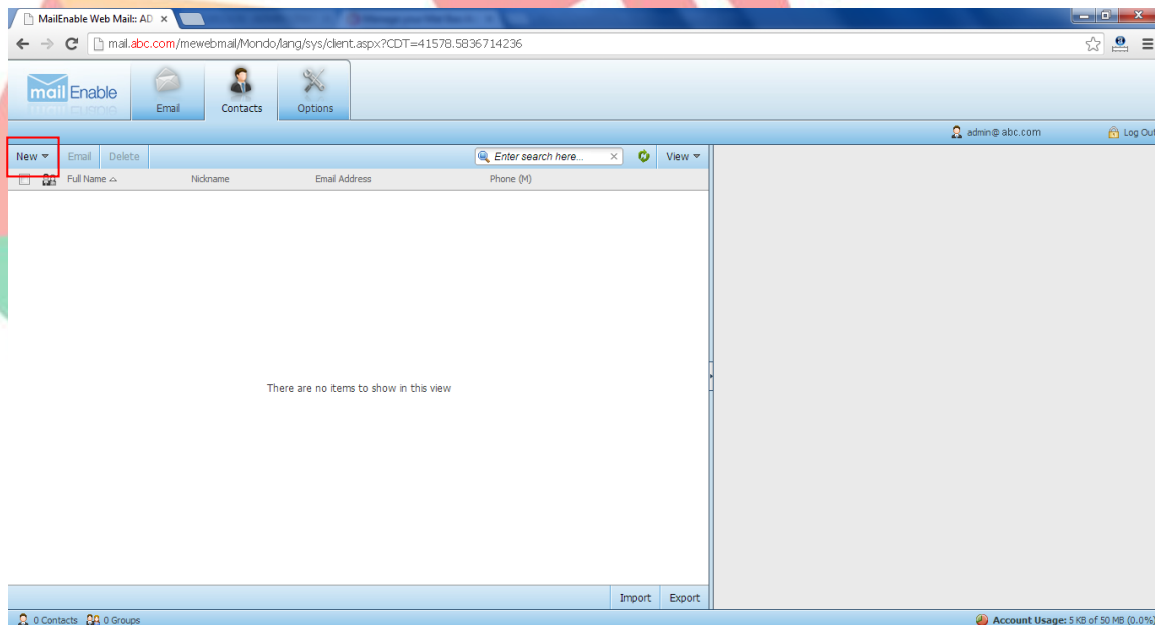 MailEnable Web Mail:: AD
mail.abc.com/mewebmail/Mondo/lang/sys/client.aspx?CDT=41578.5836714236
mail Enable
Email
Contacts
Options
admin@abc.com
Log Out
New
Email
Delete
Enter search here...
View
Full Name
Nickname
Email Address
Phone (M)
There are no items to show in this view
Import
Export
0 Contacts
0 Groups
Account Usage: 5 KB of 50 MB (0.0%)